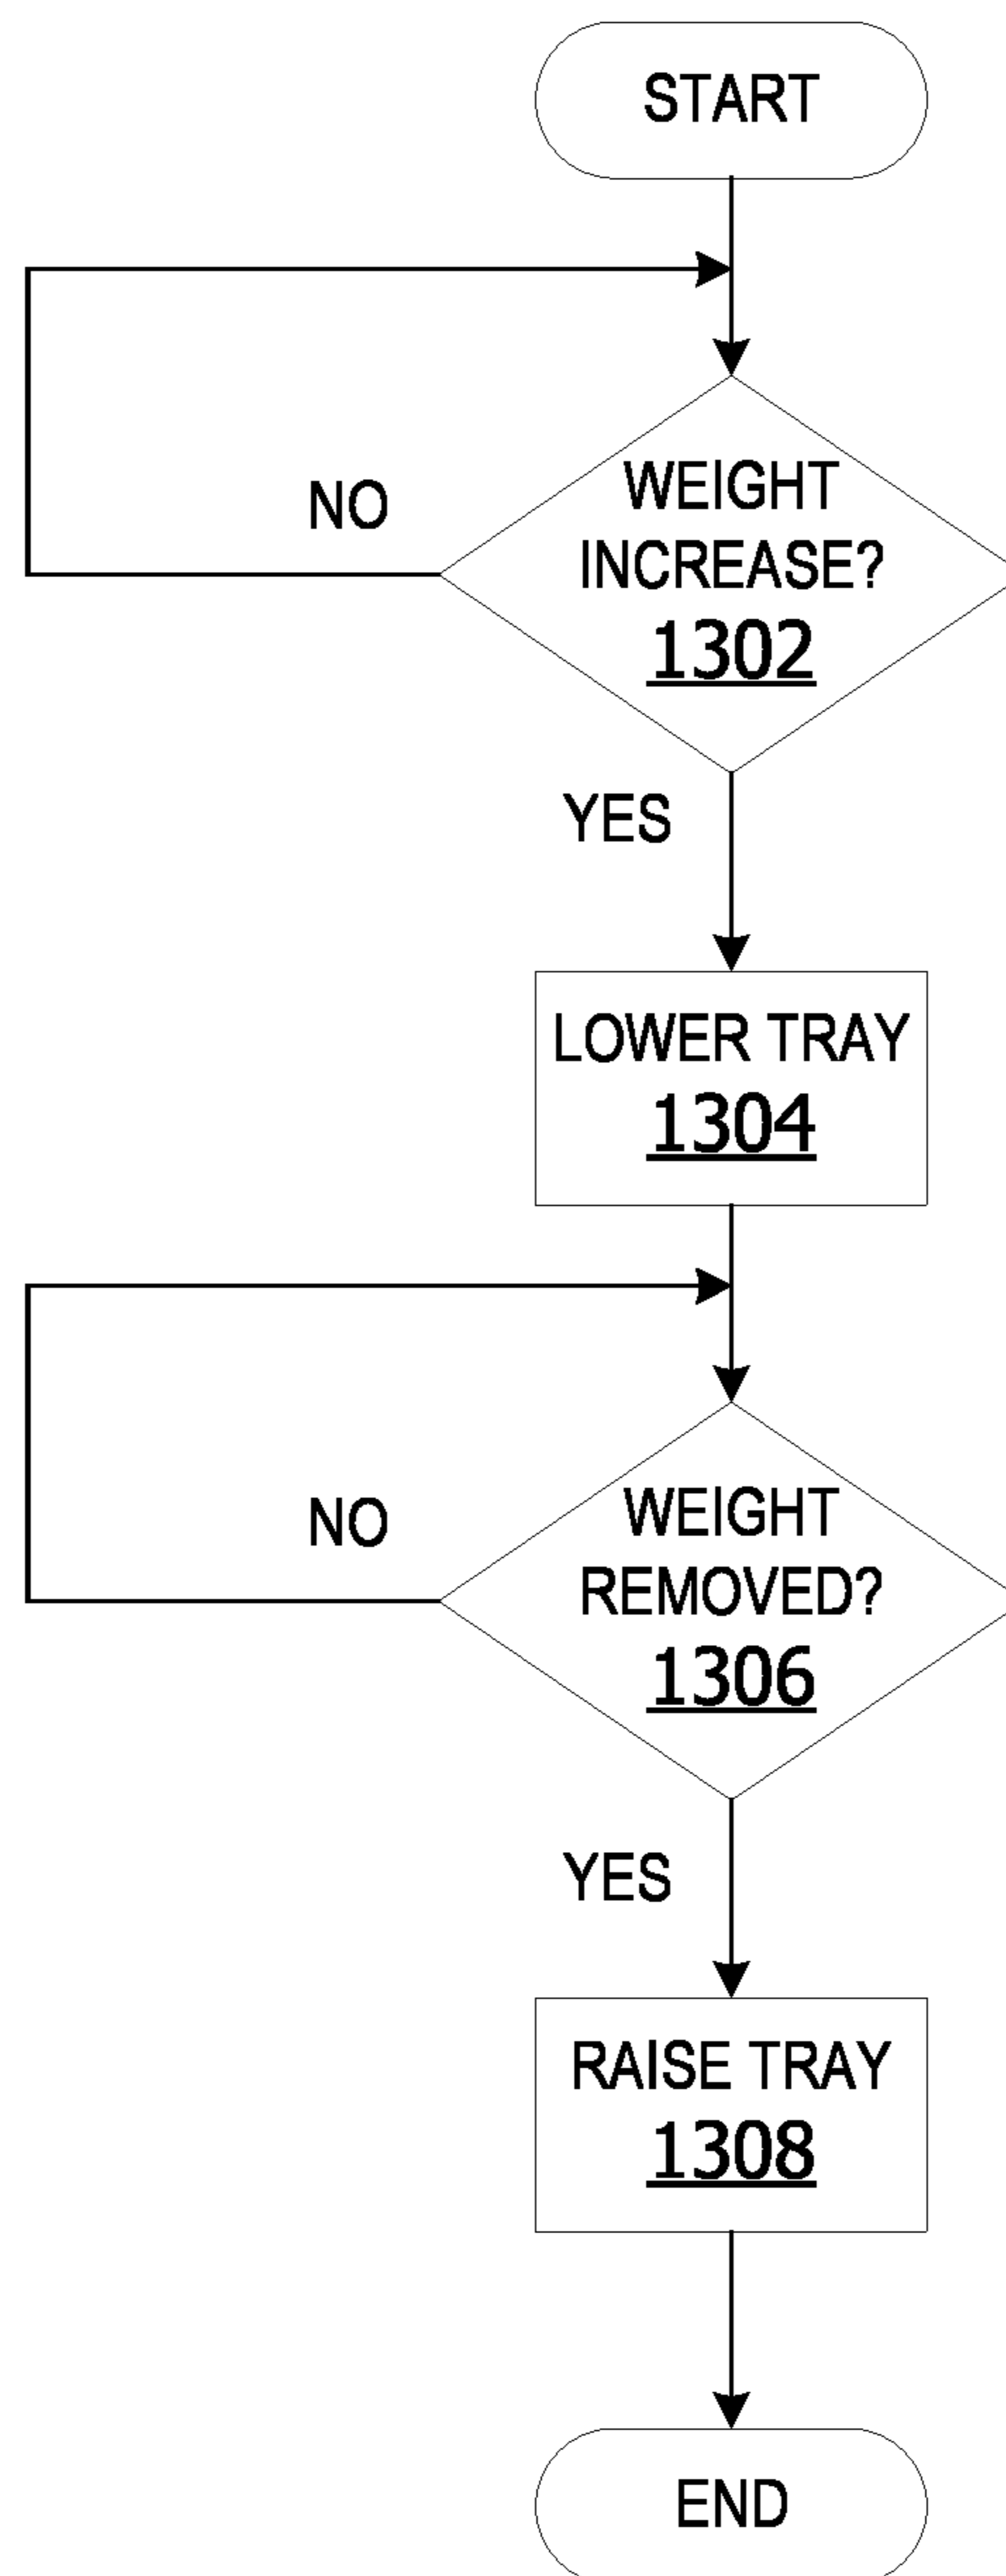 START
NO
WEIGHT
INCREASE?
1302
YES
LOWER TRAY
1304
NO
WEIGHT
REMOVED?
1306
YES
RAISE TRAY
1308
END